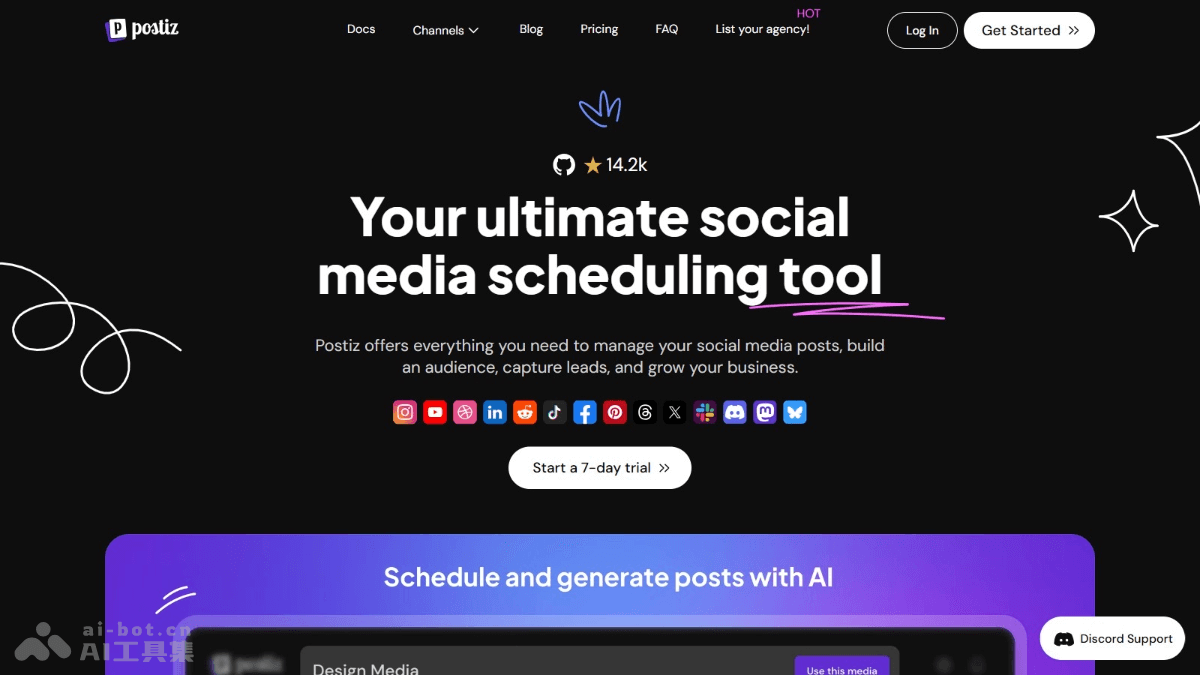 postiz
Docs
Channels
Blog
Pricing
FAQ
HOT
List your agency!
Log In
Get Started
14.2k
Your ultimate social
media scheduling tool
Postiz offers everything you need to manage your social media posts, build
an audience, capture leads, and grow your business.
Start a 7-day trial
Schedule and generate posts with AI
postiz
Design Media
Use this media
Discord Support
ai-bot.cn
AI工具集